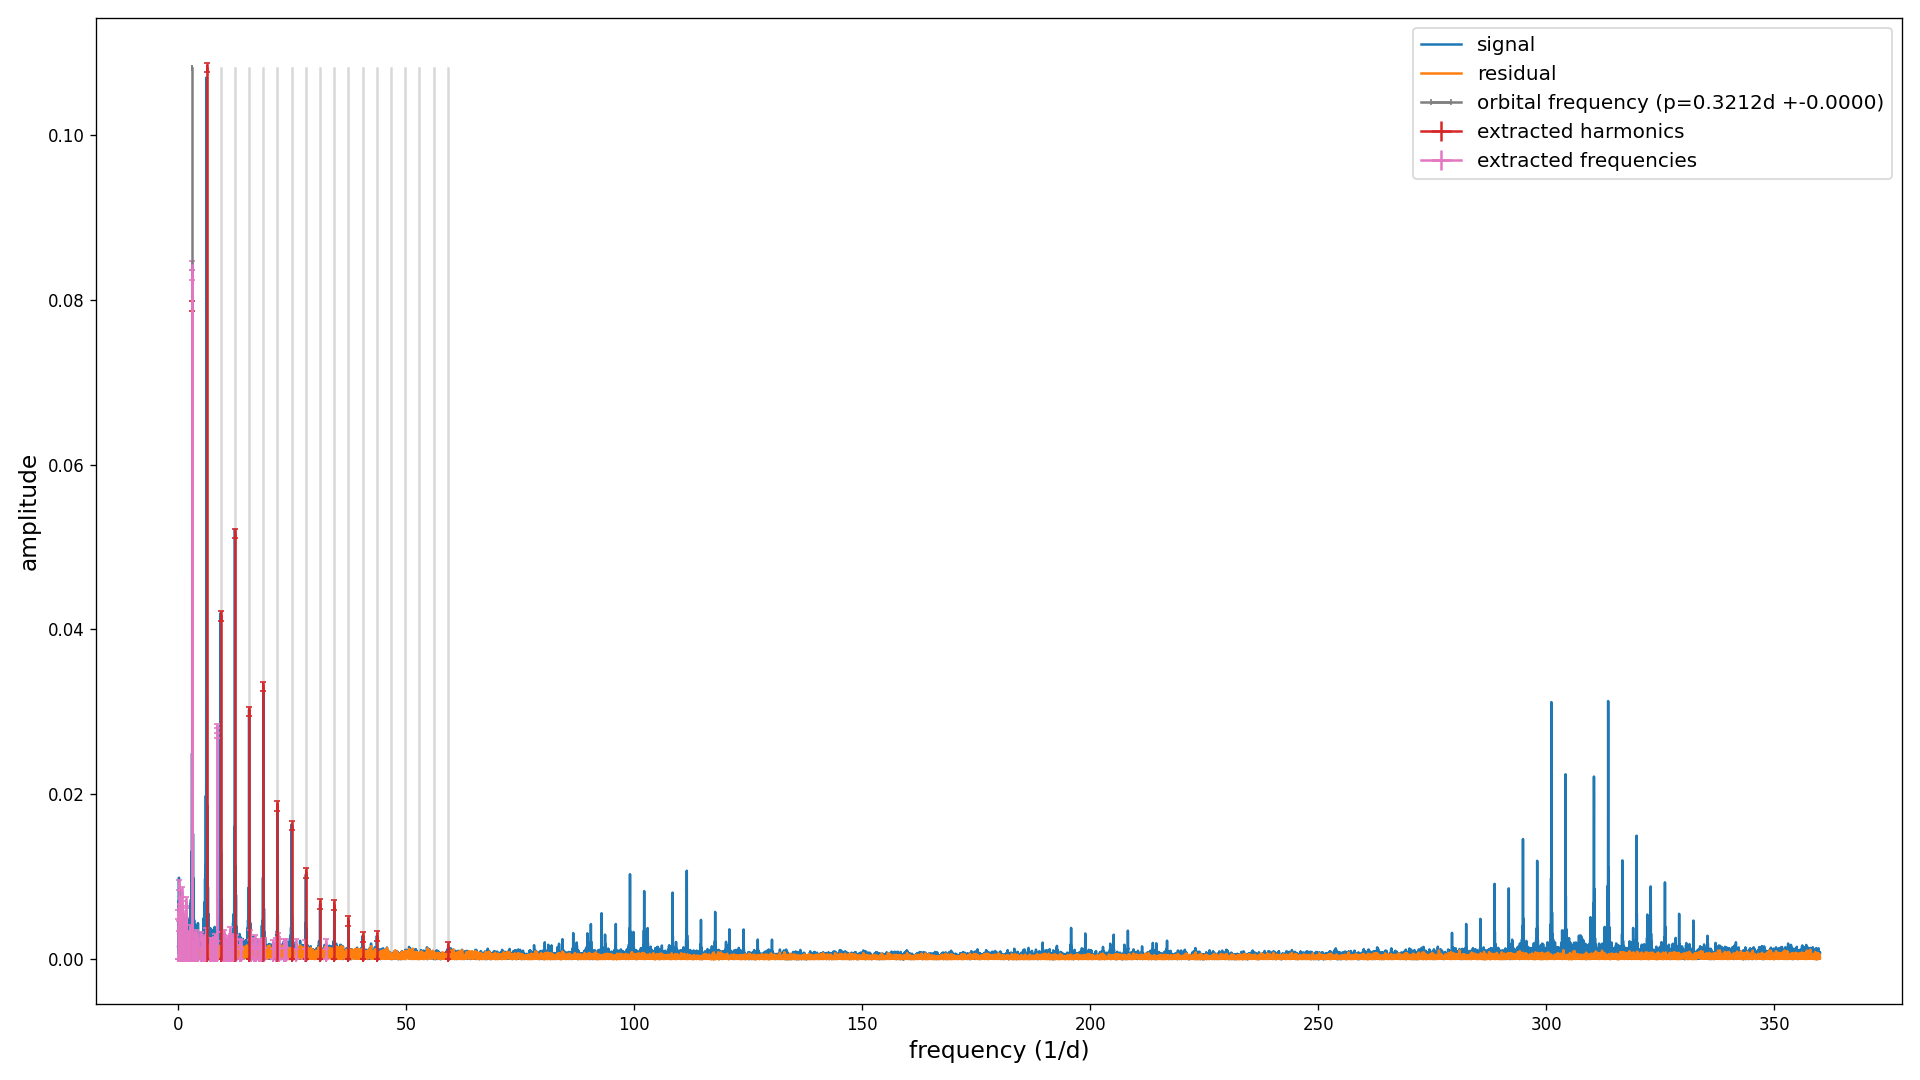 signal
residual
orbital frequency (p=0.3212d +-0.0000)
extracted harmonics
extracted frequencies
amplitude
0.10
0.08
0.06
0.04
0.02
0.00
0 50 100 150 200 250 300 350
frequency (1/d)